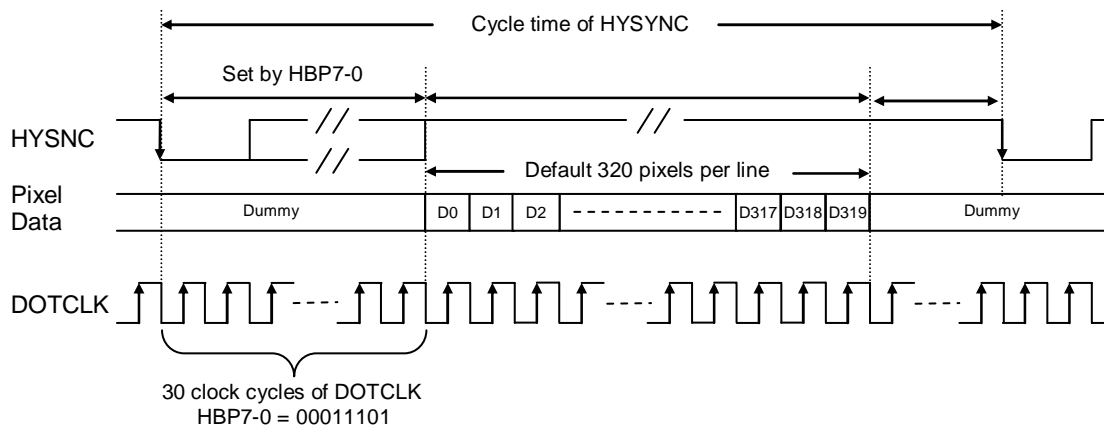 Cycle time of HYSYNC
Set by HBP7-0
HYSNC
Default 320 pixels per line
Pixel
Data
Dummy D0 D1 D2 D317 D318 D319 Dummy
DOTCLK
30 clock cycles of DOTCLK
HBP7-0 = 00011101